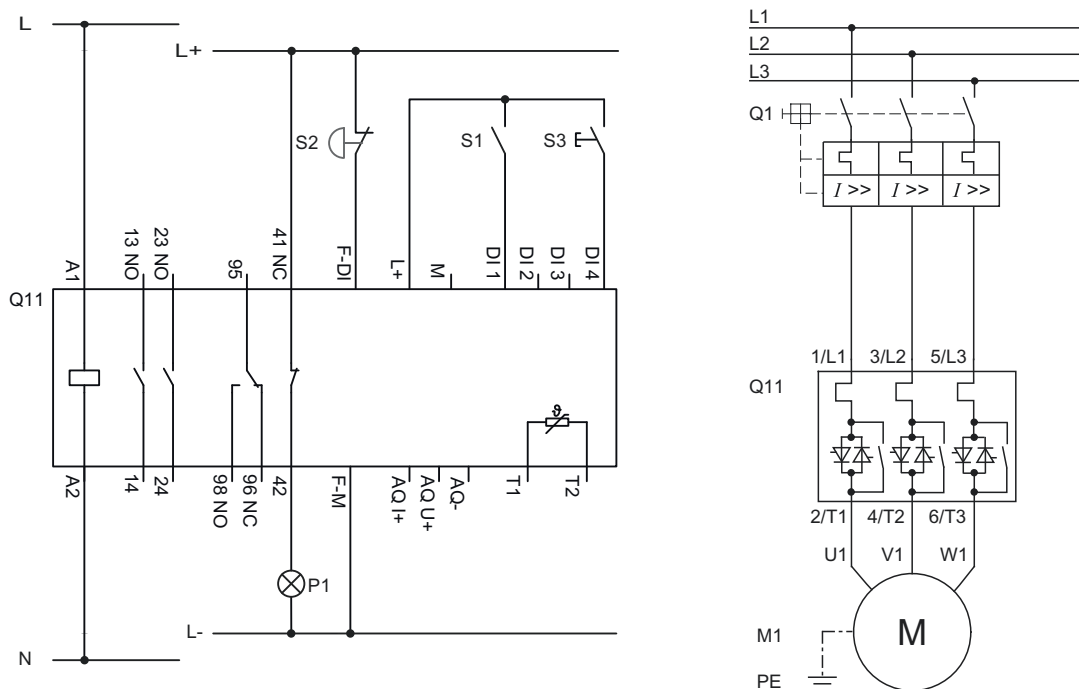 L
L+
S2
S1
S3
A1
13 NO
23 NO
95
41 NC
F-DI
L+
M
DI 1
DI 2
DI 3
DI 4
Q11
ϑ
A2
14
24
98 NO
96 NC
42
F-M
AQ I+
AQ U+
AQ-
T1
T2
P1
L-
N
L1
L2
L3
Q1
I >> I >> I >>
1/L1 3/L2 5/L3
Q11
2/T1 4/T2 6/T3
U1 V1 W1
M
M1
PE